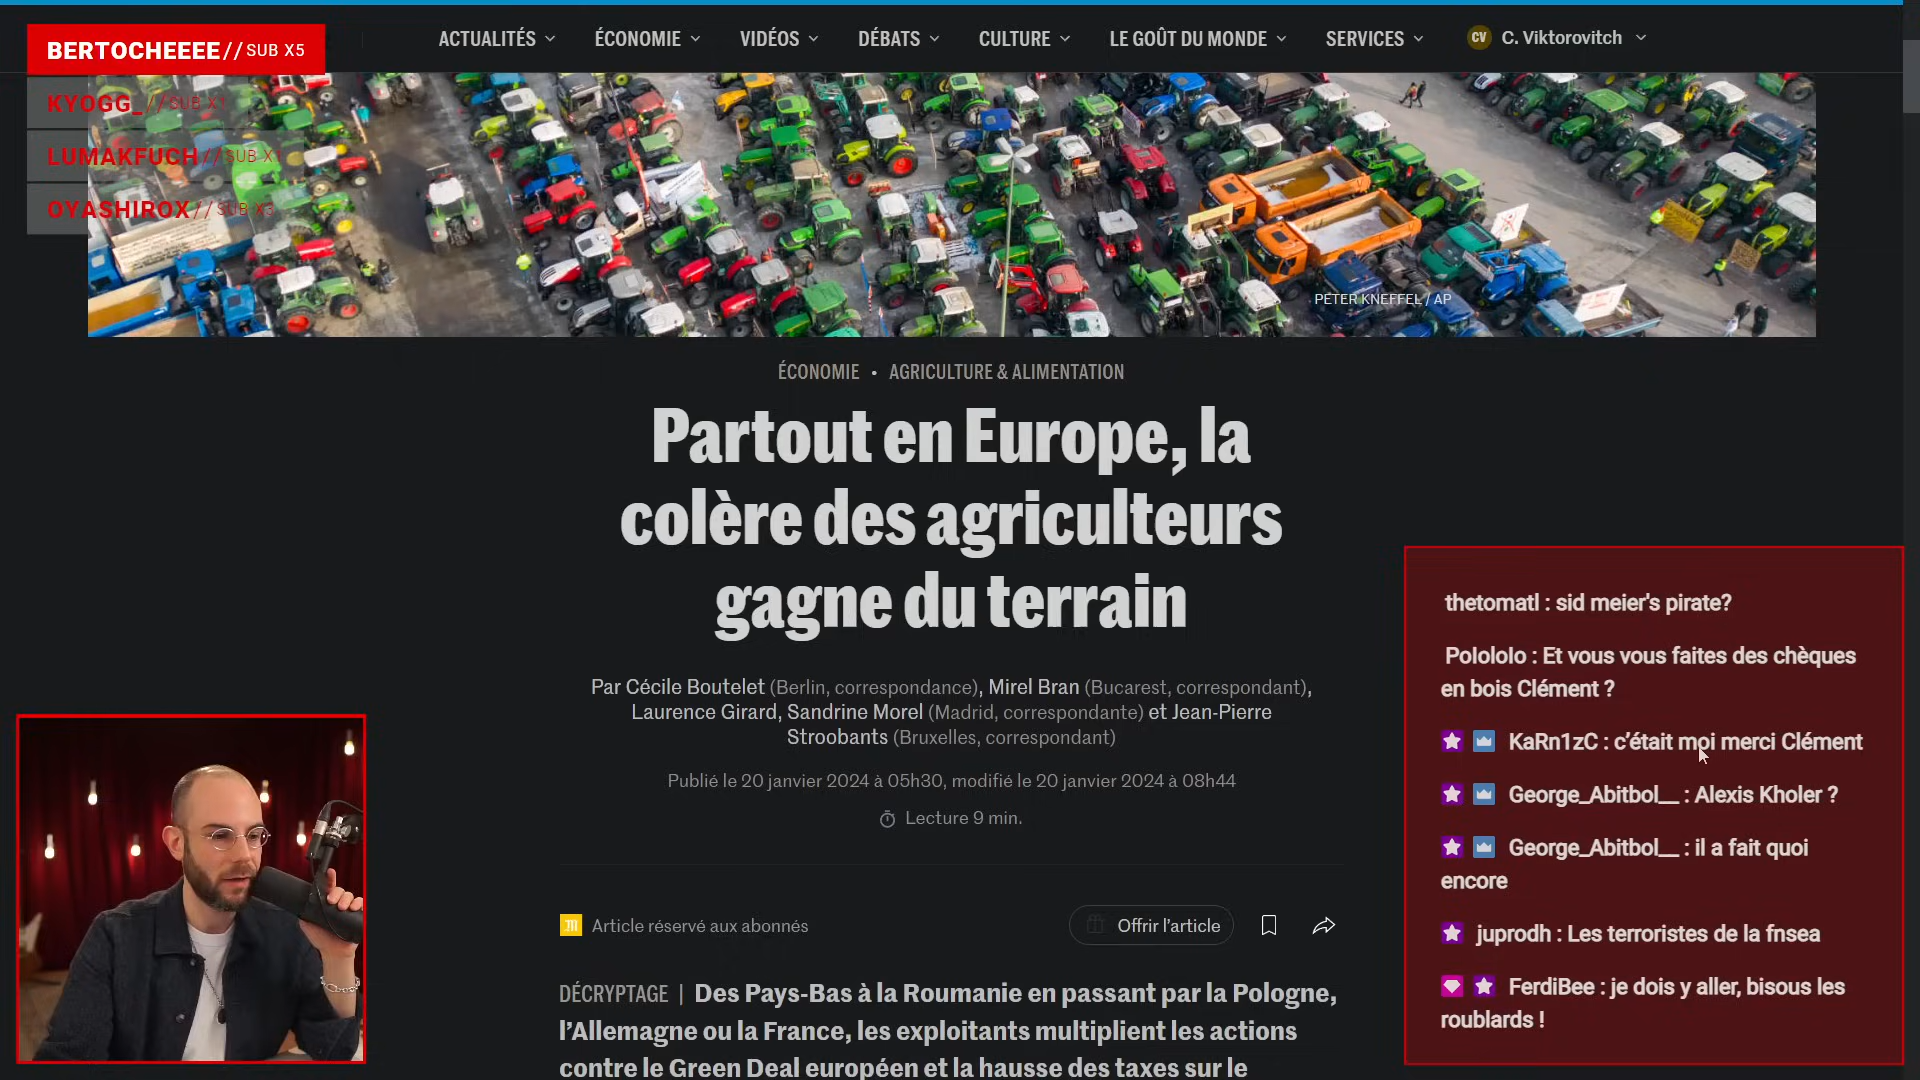 BERTOCHEEEE// SUB X5
KYOGG_//SUB X1
LUMAKFUCH//SUB X1
OYASHIROX//SUB X3
ACTUALITÉS ÉCONOMIE VIDÉOS DÉBATS CULTURE LE GOÛT DU MONDE SERVICES CV C. Viktorovitch
PETER KNEFFEL / AP
ÉCONOMIE • AGRICULTURE & ALIMENTATION
Partout en Europe, la
colère des agriculteurs
gagne du terrain
Par Cécile Boutelet (Berlin, correspondance), Mirel Bran (Bucarest, correspondant),
Laurence Girard, Sandrine Morel (Madrid, correspondante) et Jean-Pierre
Stroobants (Bruxelles, correspondant)
Publié le 20 janvier 2024 à 05h30, modifié le 20 janvier 2024 à 08h44
Lecture 9 min.
Article réservé aux abonnés
Offrir l'article
DÉCRYPTAGE | Des Pays-Bas à la Roumanie en passant par la Pologne,
l'Allemagne ou la France, les exploitants multiplient les actions
contre le Green Deal européen et la hausse des taxes sur le
thetomatl : sid meier's pirate?
Polololo : Et vous vous faites des chèques
en bois Clément ?
KaRn1zC : c'était moi merci Clément
George_Abitbol__ : Alexis Kholer ?
George_Abitbol__ : il a fait quoi
encore
juprodh : Les terroristes de la fnsea
FerdiBee : je dois y aller, bisous les
roublards !